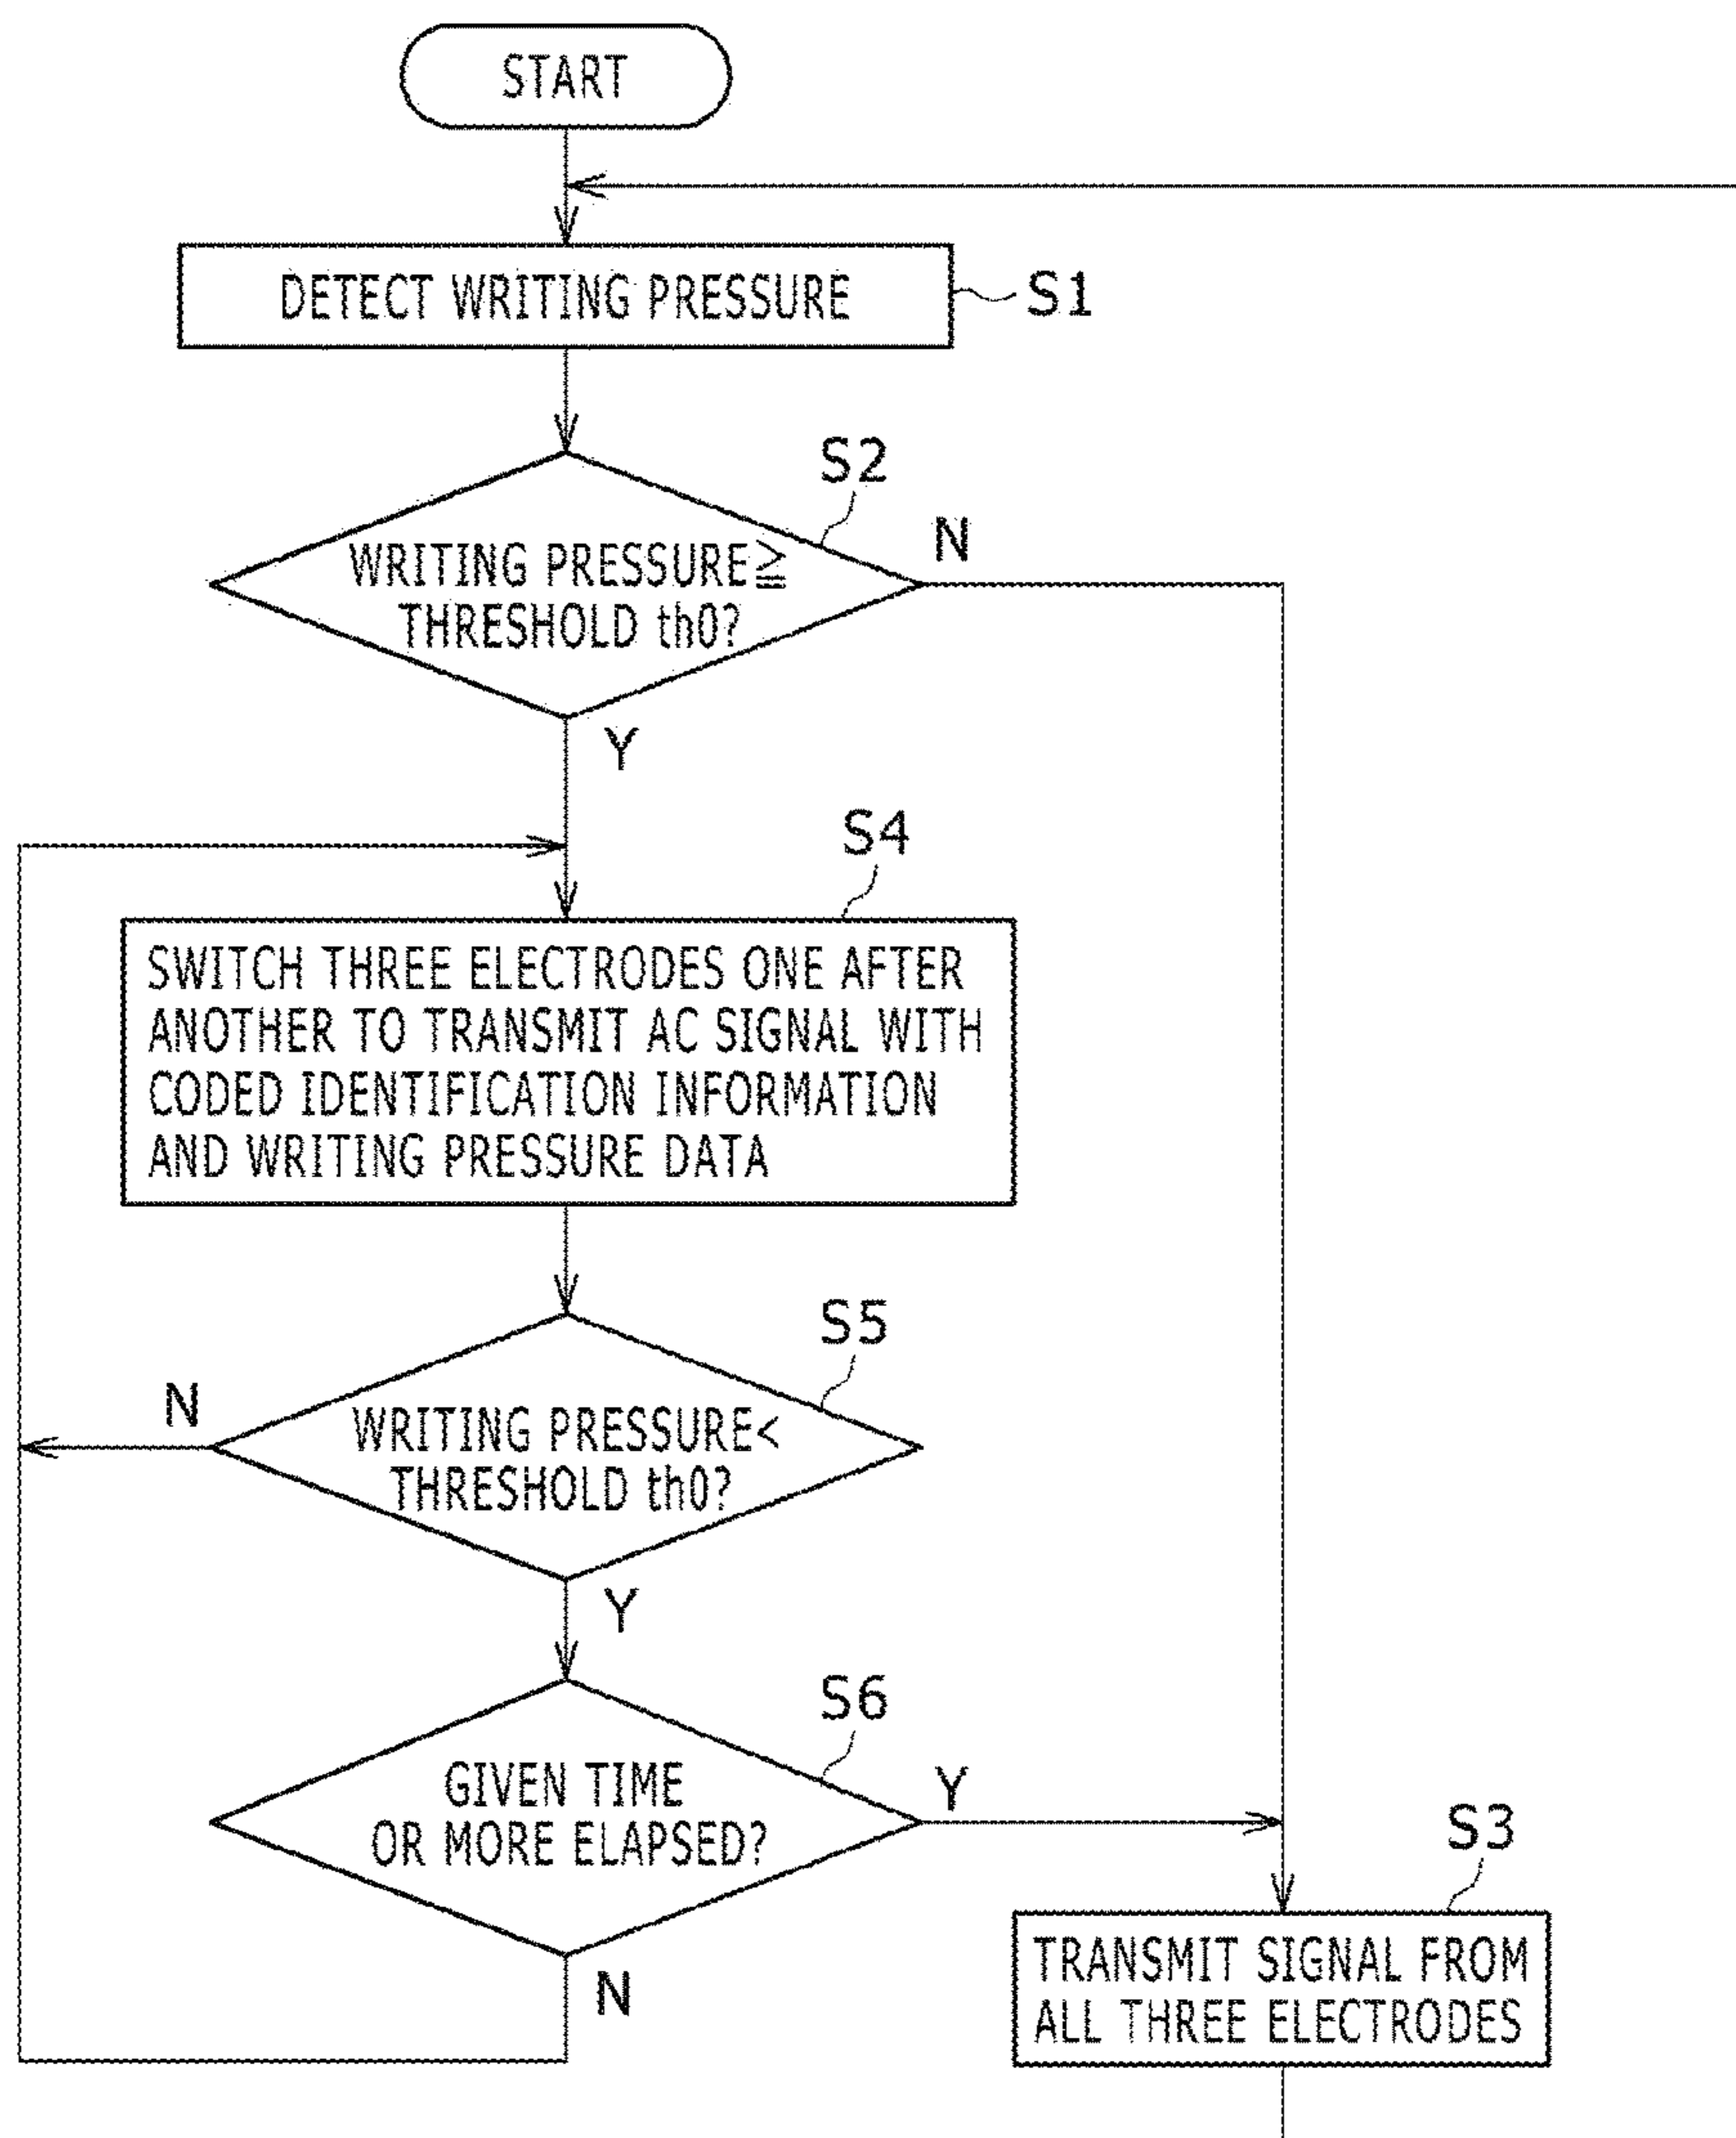 START
DETECT WRITING PRESSURE
S1
S2
WRITING PRESSURE≧
THRESHOLD th0?
N
Y
S4
SWITCH THREE ELECTRODES ONE AFTER
ANOTHER TO TRANSMIT AC SIGNAL WITH
CODED IDENTIFICATION INFORMATION
AND WRITING PRESSURE DATA
S5
N
WRITING PRESSURE<
THRESHOLD th0?
Y
S6
GIVEN TIME
OR MORE ELAPSED?
Y
N
S3
TRANSMIT SIGNAL FROM
ALL THREE ELECTRODES